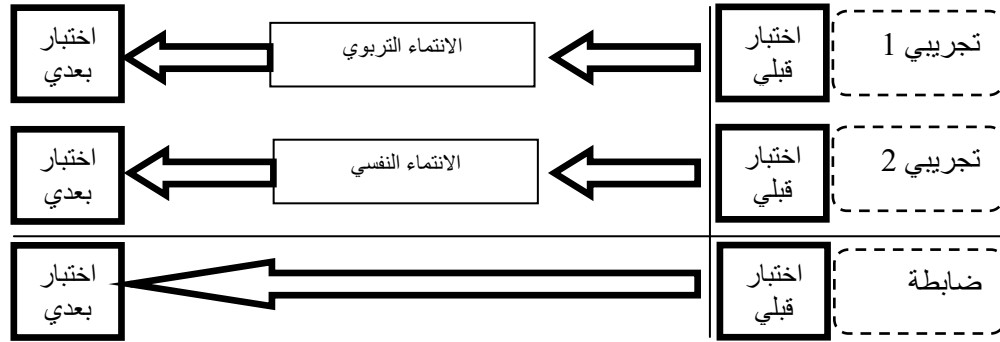 تجريبي 1
اختبار
قبلي
الانتماء التربوي
اختبار
بعدي
تجريبي 2
اختبار
قبلي
الانتماء النفسي
اختبار
بعدي
ضابطة
اختبار
قبلي
اختبار
بعدي